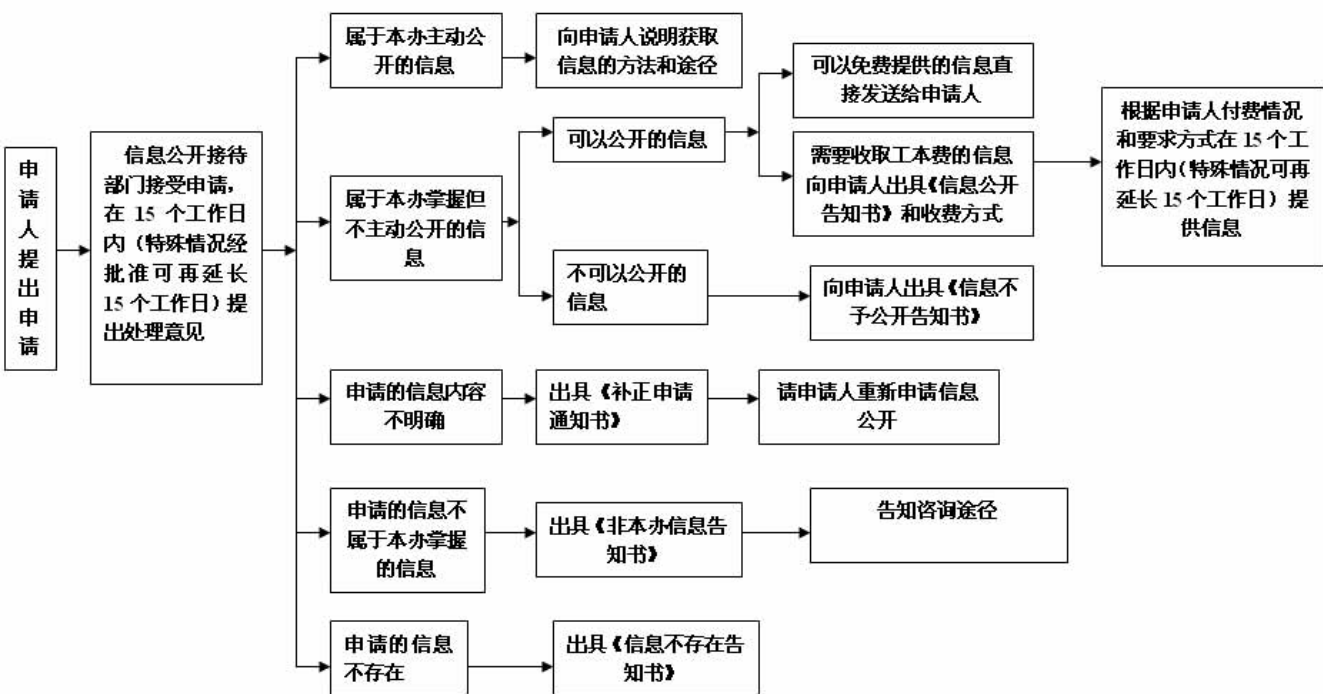 申
请
人
提
出
申
请
信息公开接待
部门接受申请，
在 15 个工作日
内（特殊情况经
批准可再延长
15 个工作日）提
出处理意见
属于本办主动公
开的信息
向申请人说明获取
信息的方法和途径
属于本办掌握但
不主动公开的信
息
可以公开的信息
可以免费提供的信息直
接发送给申请人
需要收取工本费的信息
向申请人出具《信息公开
告知书》和收费方式
根据申请人付费情况
和要求方式在 15 个工
作日内（特殊情况可再
延长 15 个工作日）提
供信息
不可以公开的
信息
向申请人出具《信息不
予公开告知书》
申请的信息内容
不明确
出具《补正申请
通知书》
请申请人重新申请信息
公开
申请的信息不
属于本办掌握
的信息
出具《非本办信息告
知书》
告知咨询途径
申请的信息
不存在
出具《信息不存在告
知书》